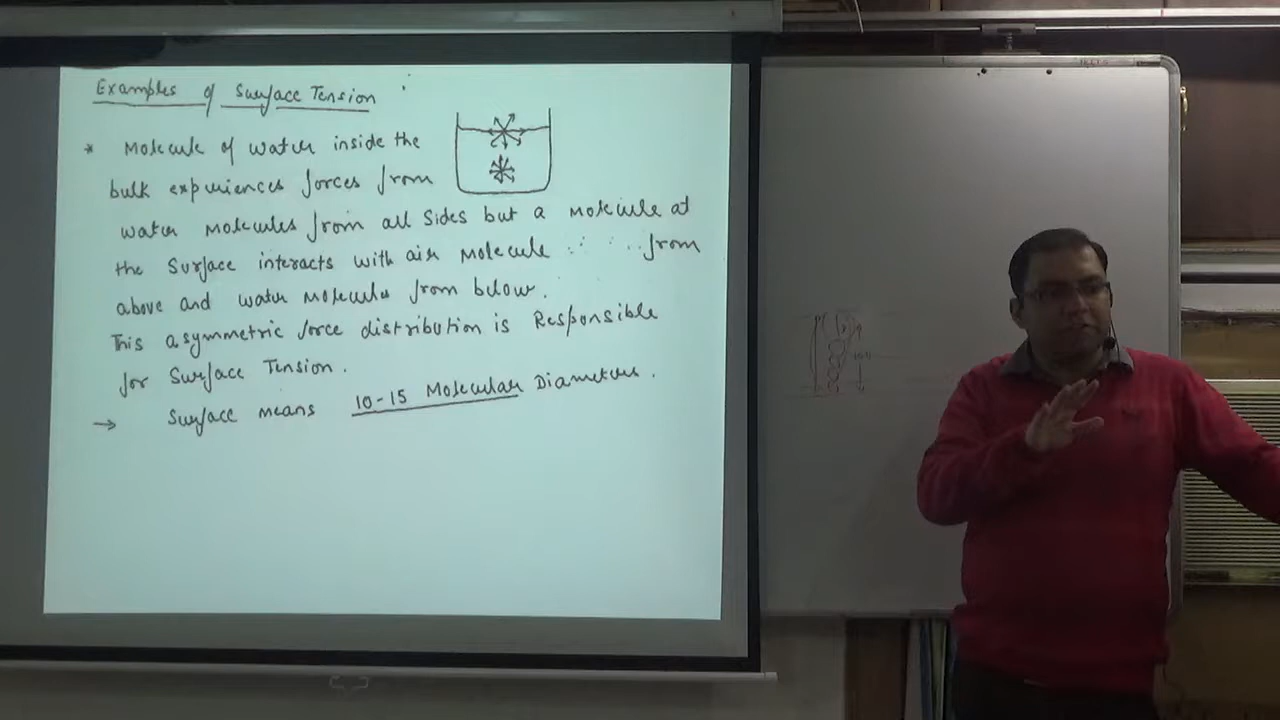 Examples of Surface Tension
* Molecule of water inside the
bulk experiences forces from
water molecules from all sides but a molecule at
the Surface interacts with air molecule from
above and water molecules from below.
This asymmetric force distribution is Responsible
for Surface Tension.
→ Surface means 10-15 Molecular Diameters.